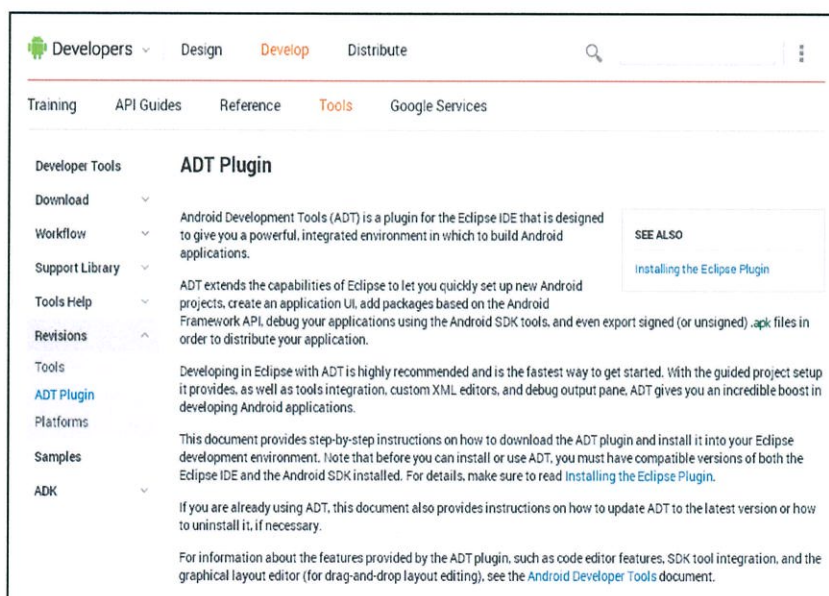 Developers Design Develop Distribute
Training API Guides Reference Tools Google Services
Developer Tools
Download
Workflow
Support Library
Tools Help
Revisions
Tools
ADT Plugin
Platforms
Samples
ADK
ADT Plugin
Android Development Tools (ADT) is a plugin for the Eclipse IDE that is designed
to give you a powerful, integrated environment in which to build Android
applications.
SEE ALSO
Installing the Eclipse Plugin
ADT extends the capabilities of Eclipse to let you quickly set up new Android
projects, create an application UI, add packages based on the Android
Framework API, debug your applications using the Android SDK tools, and even export signed (or unsigned) .apk files in
order to distribute your application.
Developing in Eclipse with ADT is highly recommended and is the fastest way to get started. With the guided project setup
it provides, as well as tools integration, custom XML editors, and debug output pane, ADT gives you an incredible boost in
developing Android applications.
This document provides step-by-step instructions on how to download the ADT plugin and install it into your Eclipse
development environment. Note that before you can install or use ADT, you must have compatible versions of both the
Eclipse IDE and the Android SDK installed. For details, make sure to read Installing the Eclipse Plugin.
If you are already using ADT, this document also provides instructions on how to update ADT to the latest version or how
to uninstall it, if necessary.
For information about the features provided by the ADT plugin, such as code editor features, SDK tool integration, and the
graphical layout editor (for drag-and-drop layout editing), see the Android Developer Tools document.